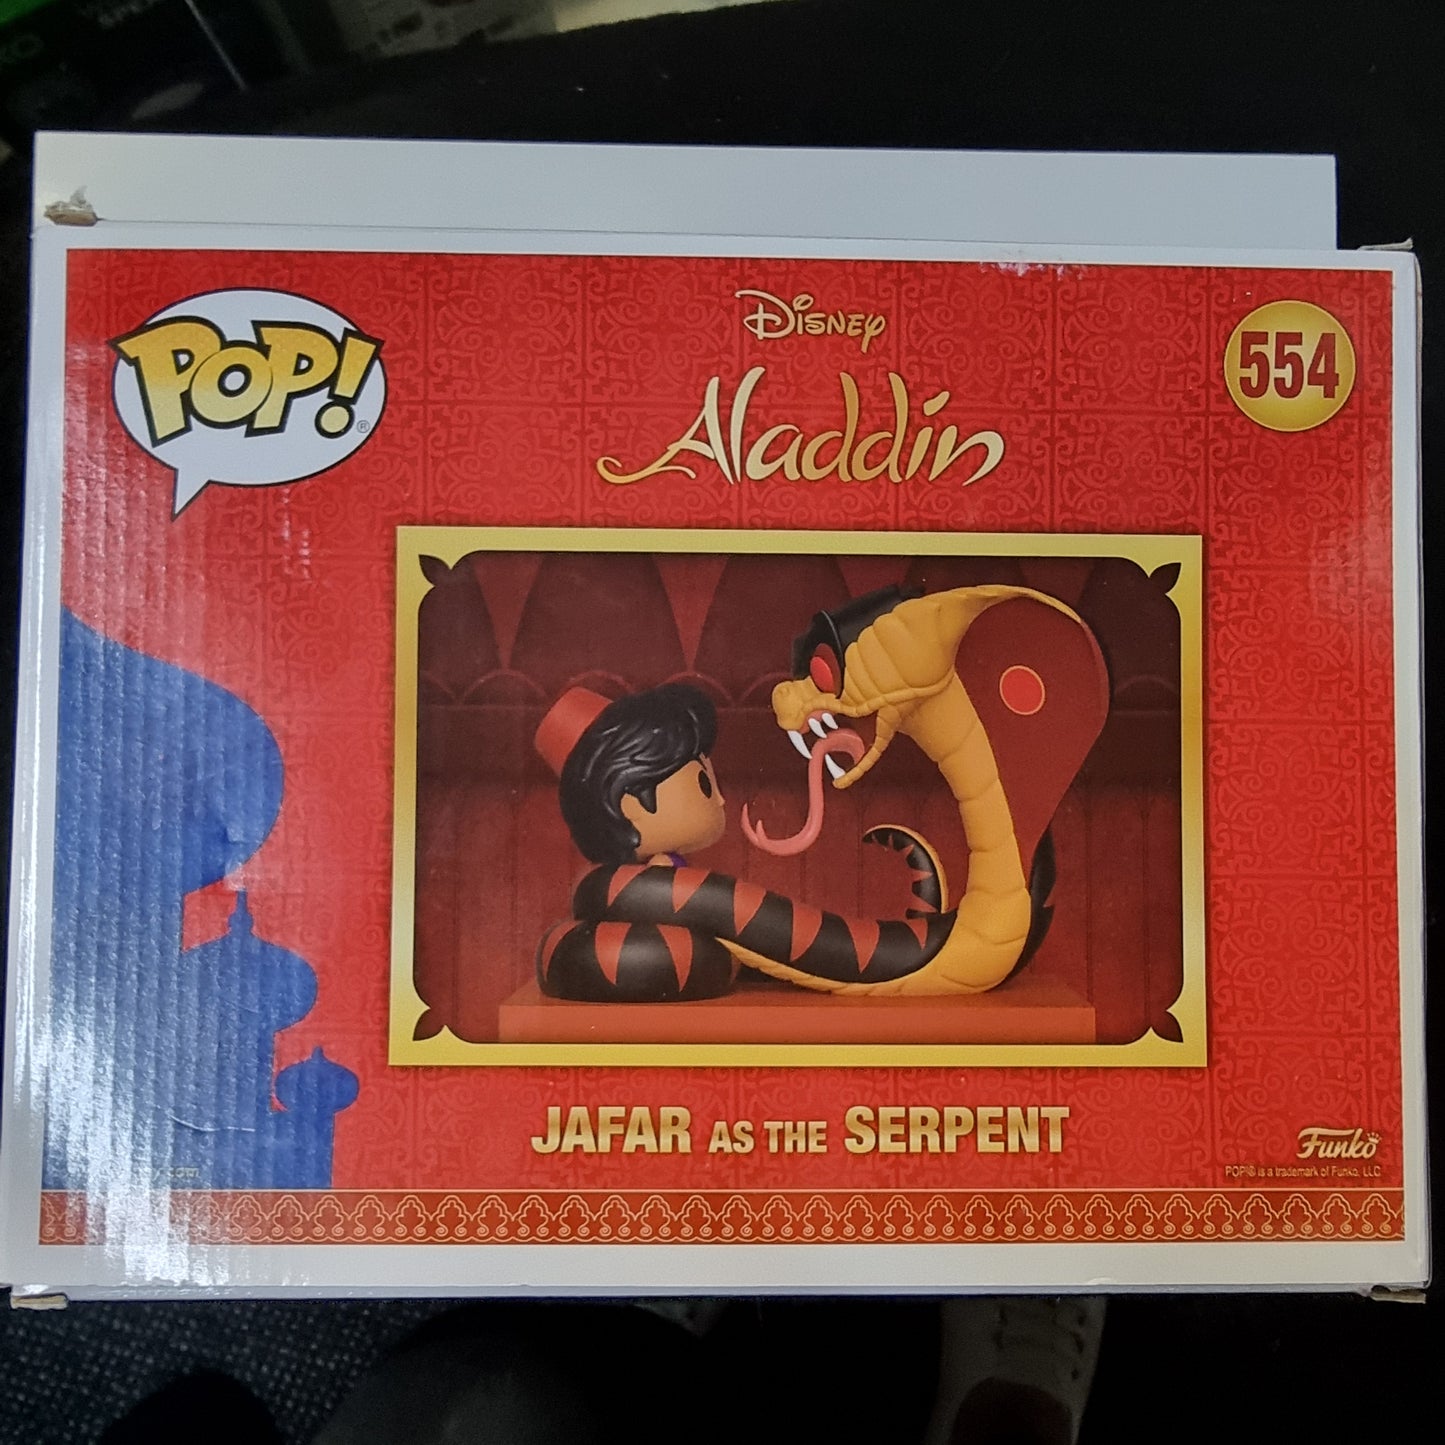 POP!®
Disney
Aladdin
554
JAFAR AS THE SERPENT
Funko
POP!® is a trademark of Funko, LLC